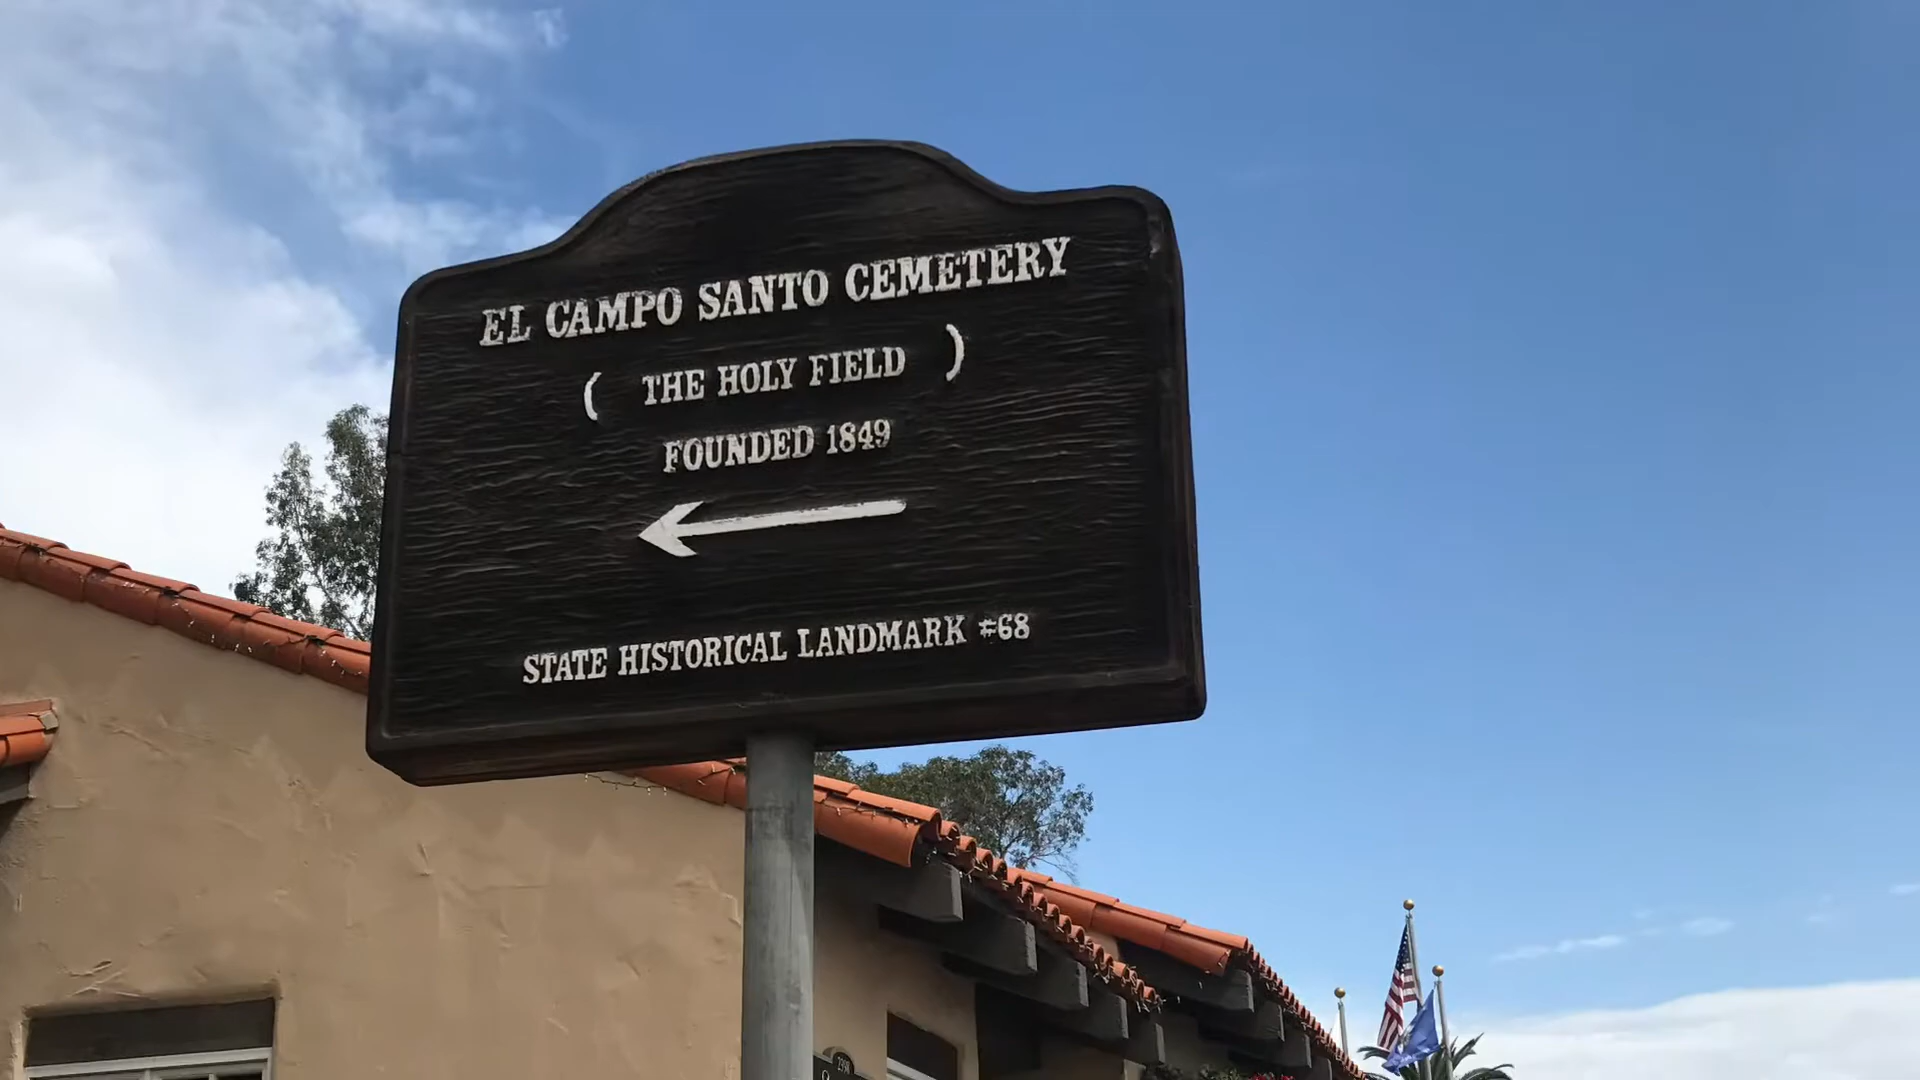 EL CAMPO SANTO CEMETERY
( THE HOLY FIELD )
FOUNDED 1849
STATE HISTORICAL LANDMARK #68